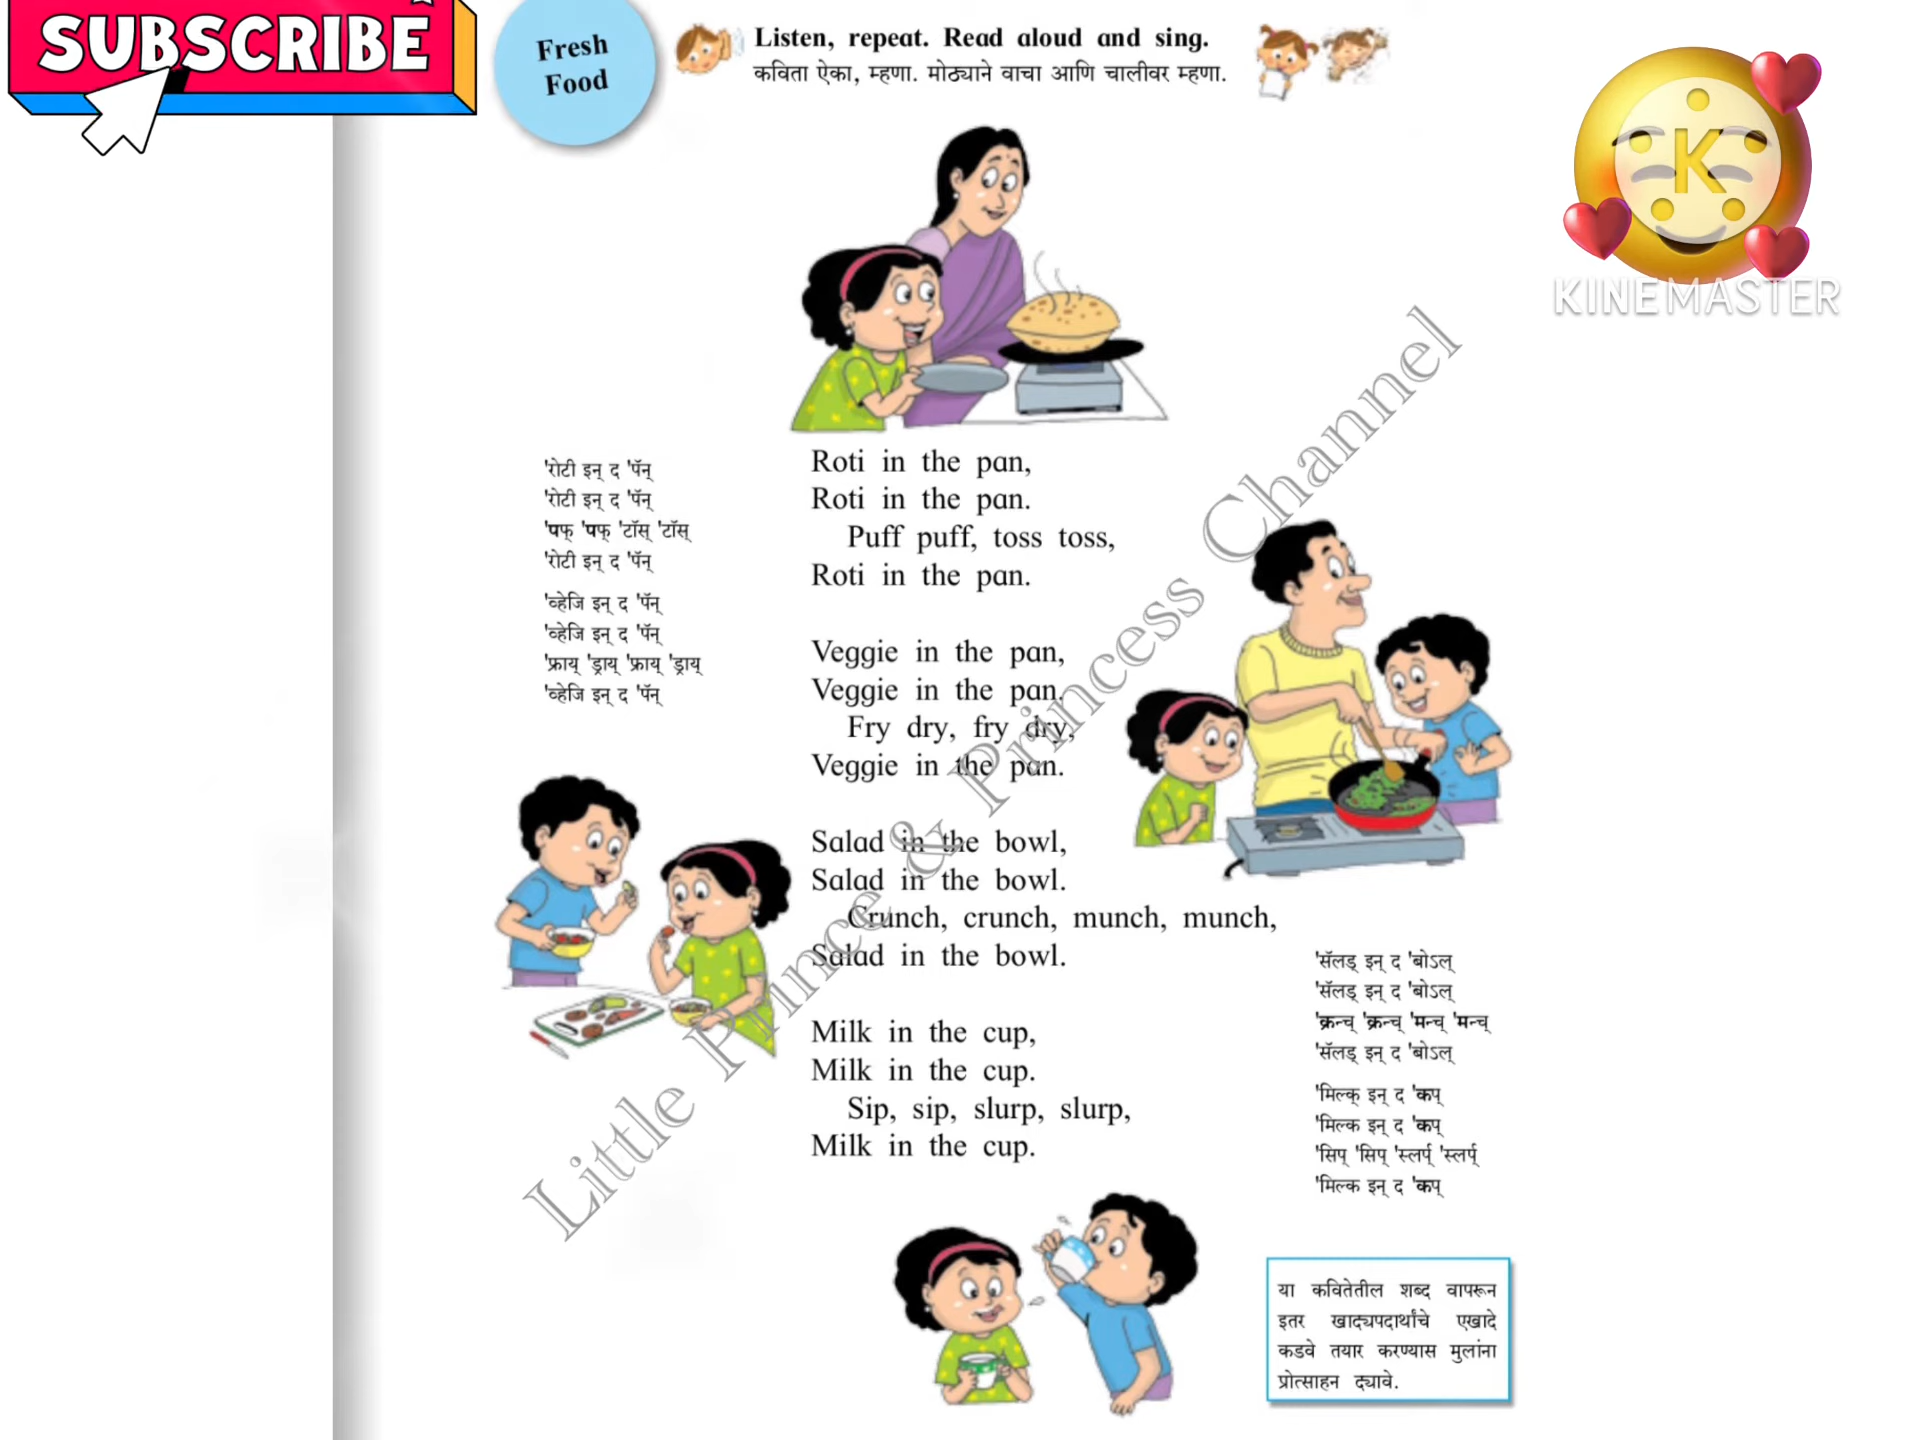 SUBSCRIBE
Fresh
Food
Listen, repeat. Read aloud and sing.
कविता ऐका, म्हणा. मोठ्याने वाचा आणि चालीवर म्हणा.
K
KINEMASTER
'रोटी इन् द 'पॅन्
'रोटी इन् द 'पॅन्
'पफ् 'पफ् 'टॉस् 'टॉस्
'रोटी इन् द 'पॅन्
'व्हेजि इन् द 'पॅन्
'व्हेजि इन् द 'पॅन्
'फ्राय् 'ड्राय् 'फ्राय् 'ड्राय्
'व्हेजि इन् द 'पॅन्
Roti in the pan,
Roti in the pan.
Puff puff, toss toss,
Roti in the pan.
Veggie in the pan,
Veggie in the pan.
Fry dry, fry dry,
Veggie in the pan.
Salad in the bowl,
Salad in the bowl.
Crunch, crunch, munch, munch,
Salad in the bowl.
Milk in the cup,
Milk in the cup.
Sip, sip, slurp, slurp,
Milk in the cup.
'सॅलड् इन् द 'बोऽल्
'सॅलड् इन् द 'बोऽल्
'क्रन्च् 'क्रन्च् 'मन्च् 'मन्च्
'सॅलड् इन् द 'बोऽल्
'मिल्क् इन् द 'कप्
'मिल्क इन् द 'कप्
'सिप् 'सिप् 'स्लर्प् 'स्लर्प्
'मिल्क इन् द 'कप्
या कवितेतील शब्द वापरून
इतर खाद्यपदार्थांचे एखादे
कडवे तयार करण्यास मुलांना
प्रोत्साहन द्यावे.
Little Prince & Princess Channel